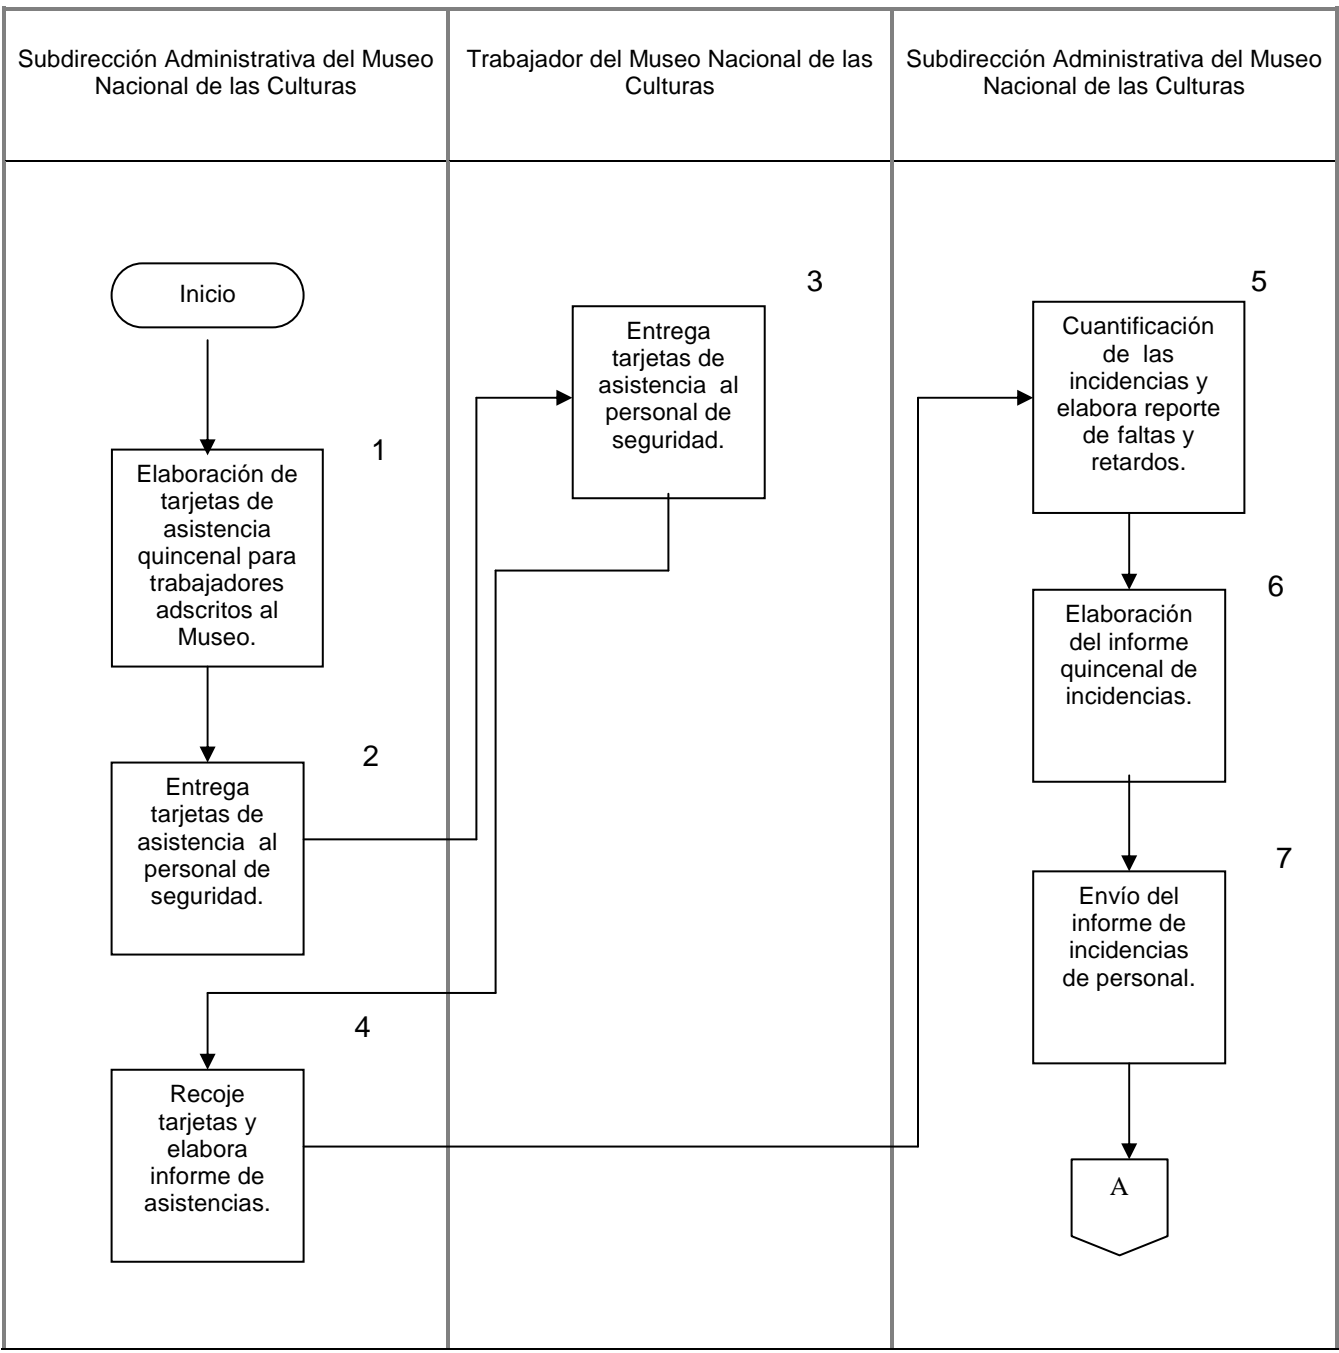 Subdirección Administrativa del Museo
Nacional de las Culturas
Trabajador del Museo Nacional de las
Culturas
Subdirección Administrativa del Museo
Nacional de las Culturas
Inicio
1
Elaboración de
tarjetas de
asistencia
quincenal para
trabajadores
adscritos al
Museo.
2
Entrega
tarjetas de
asistencia al
personal de
seguridad.
3
Entrega
tarjetas de
asistencia al
personal de
seguridad.
4
Recoje
tarjetas y
elabora
informe de
asistencias.
5
Cuantificación
de las
incidencias y
elabora reporte
de faltas y
retardos.
6
Elaboración
del informe
quincenal de
incidencias.
7
Envío del
informe de
incidencias
de personal.
A